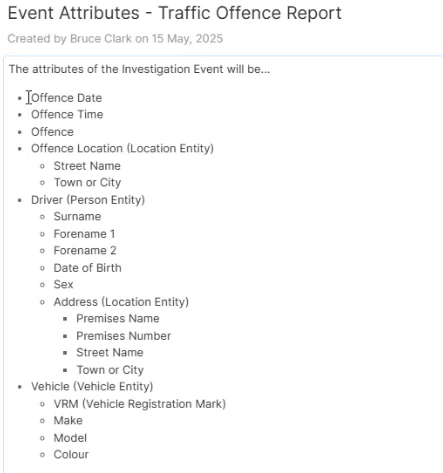 Event Attributes - Traffic Offence Report
Created by Bruce Clark on 15 May, 2025
The attributes of the Investigation Event will be...
Offence Date
Offence Time
Offence
Offence Location (Location Entity)
Street Name
Town or City
Driver (Person Entity)
Surname
Forename 1
Forename 2
Date of Birth
Sex
Address (Location Entity)
Premises Name
Premises Number
Street Name
Town or City
Vehicle (Vehicle Entity)
VRM (Vehicle Registration Mark)
Make
Model
Colour